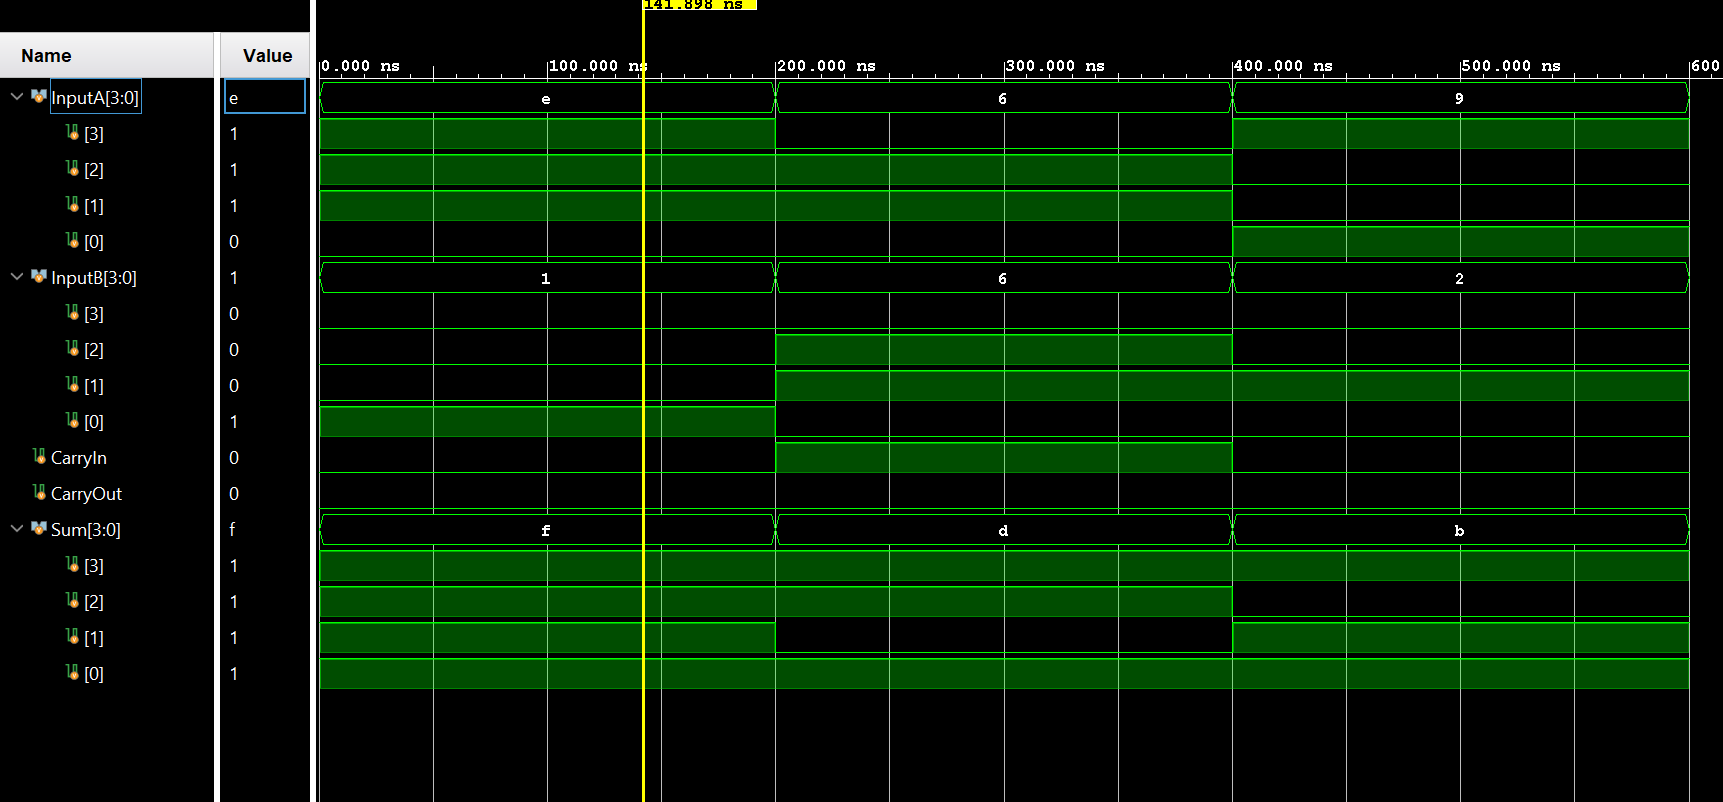 141.898 ns
Name Value
0.000 ns 100.000 ns 200.000 ns 300.000 ns 400.000 ns 500.000 ns 600
InputA[3:0] e e 6 9
[3] 1
[2] 1
[1] 1
[0] 0
InputB[3:0] 1 1 6 2
[3] 0
[2] 0
[1] 0
[0] 1
CarryIn 0
CarryOut 0
Sum[3:0] f f d b
[3] 1
[2] 1
[1] 1
[0] 1